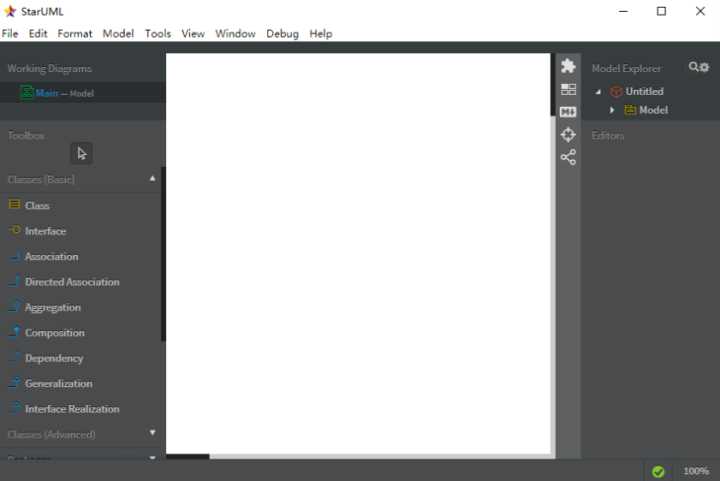 StarUML
File Edit Format Model Tools View Window Debug Help
Working Diagrams
Main — Model
Toolbox
Classes (Basic)
Class
Interface
Association
Directed Association
Aggregation
Composition
Dependency
Generalization
Interface Realization
Classes (Advanced)
Model Explorer
Untitled
Model
Editors
100%